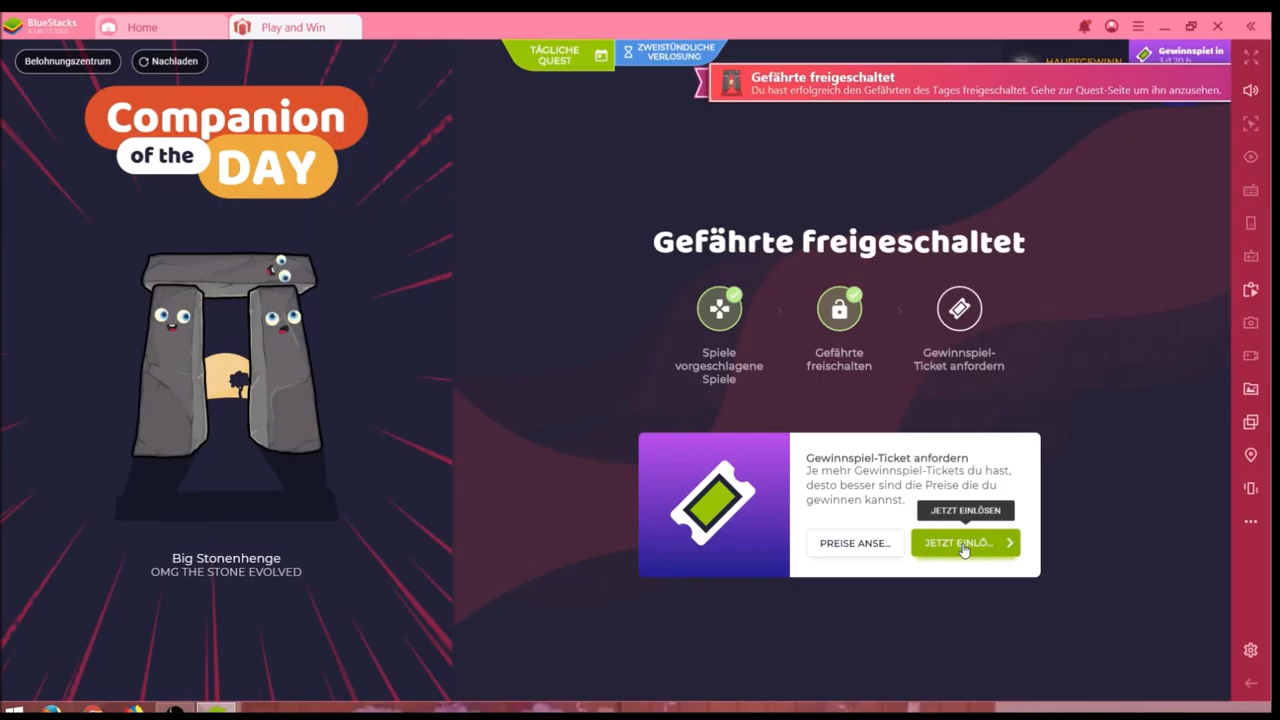 BlueStacks
Home
Play and Win
Belohnungszentrum
Nachladen
TÄGLICHE
QUEST
ZWEISTÜNDLICHE
VERLOSUNG
HAUPTGEWINN
Gewinnspiel in
3 d 20 h
Gefährte freigeschaltet
Du hast erfolgreich den Gefährten des Tages freigeschaltet. Gehe zur Quest-Seite um ihn anzusehen.
Companion
of the
DAY
Big Stonenhenge
OMG THE STONE EVOLVED
Gefährte freigeschaltet
Spiele
vorgeschlagene
Spiele
Gefährte
freischalten
Gewinnspiel-
Ticket anfordern
Gewinnspiel-Ticket anfordern
Je mehr Gewinnspiel-Tickets du hast,
desto besser sind die Preise die du
gewinnen kannst.
JETZT EINLÖSEN
PREISE ANSE...
JETZT EINLÖ...